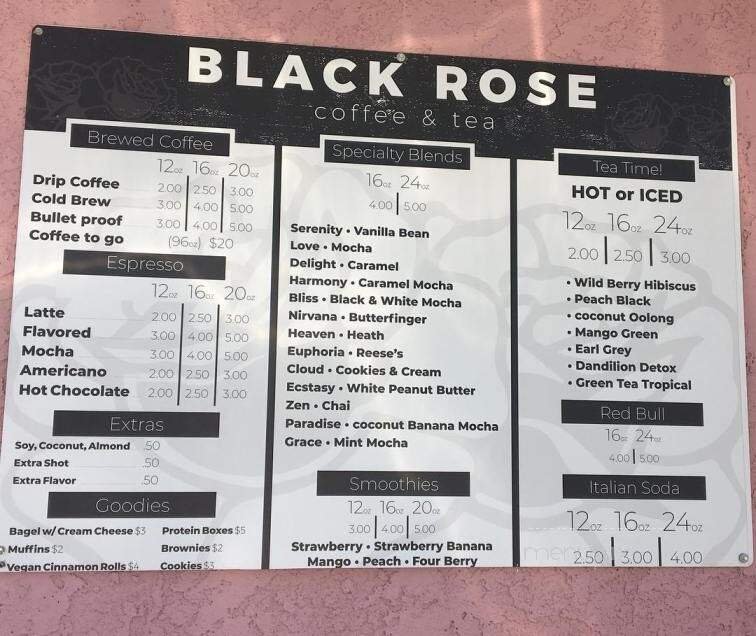 BLACK ROSE
coffee & tea
Brewed Coffee
12oz 16oz 20oz
Drip Coffee 2.00 2.50 3.00
Cold Brew 3.00 4.00 5.00
Bullet proof 3.00 4.00 5.00
Coffee to go (96oz) $20
Espresso
12oz 16oz 20oz
Latte 2.00 2.50 3.00
Flavored 3.00 4.00 5.00
Mocha 3.00 4.00 5.00
Americano 2.00 2.50 3.00
Hot Chocolate 2.00 2.50 3.00
Extras
Soy, Coconut, Almond .50
Extra Shot .50
Extra Flavor .50
Goodies
Bagel w/ Cream Cheese $3 Protein Boxes $5
Muffins $2 Brownies $2
Vegan Cinnamon Rolls $4 Cookies $3
Specialty Blends
16oz 24oz
4.00 5.00
Serenity • Vanilla Bean
Love • Mocha
Delight • Caramel
Harmony • Caramel Mocha
Bliss • Black & White Mocha
Nirvana • Butterfinger
Heaven • Heath
Euphoria • Reese's
Cloud • Cookies & Cream
Ecstasy • White Peanut Butter
Zen • Chai
Paradise • coconut Banana Mocha
Grace • Mint Mocha
Smoothies
12oz 16oz 20oz
3.00 4.00 5.00
Strawberry • Strawberry Banana
Mango • Peach • Four Berry
Tea Time!
HOT or ICED
12oz 16oz 24oz
2.00 2.50 3.00
• Wild Berry Hibiscus
• Peach Black
• coconut Oolong
• Mango Green
• Earl Grey
• Dandilion Detox
• Green Tea Tropical
Red Bull
16oz 24oz
4.00 5.00
Italian Soda
12oz 16oz 24oz
2.50 3.00 4.00